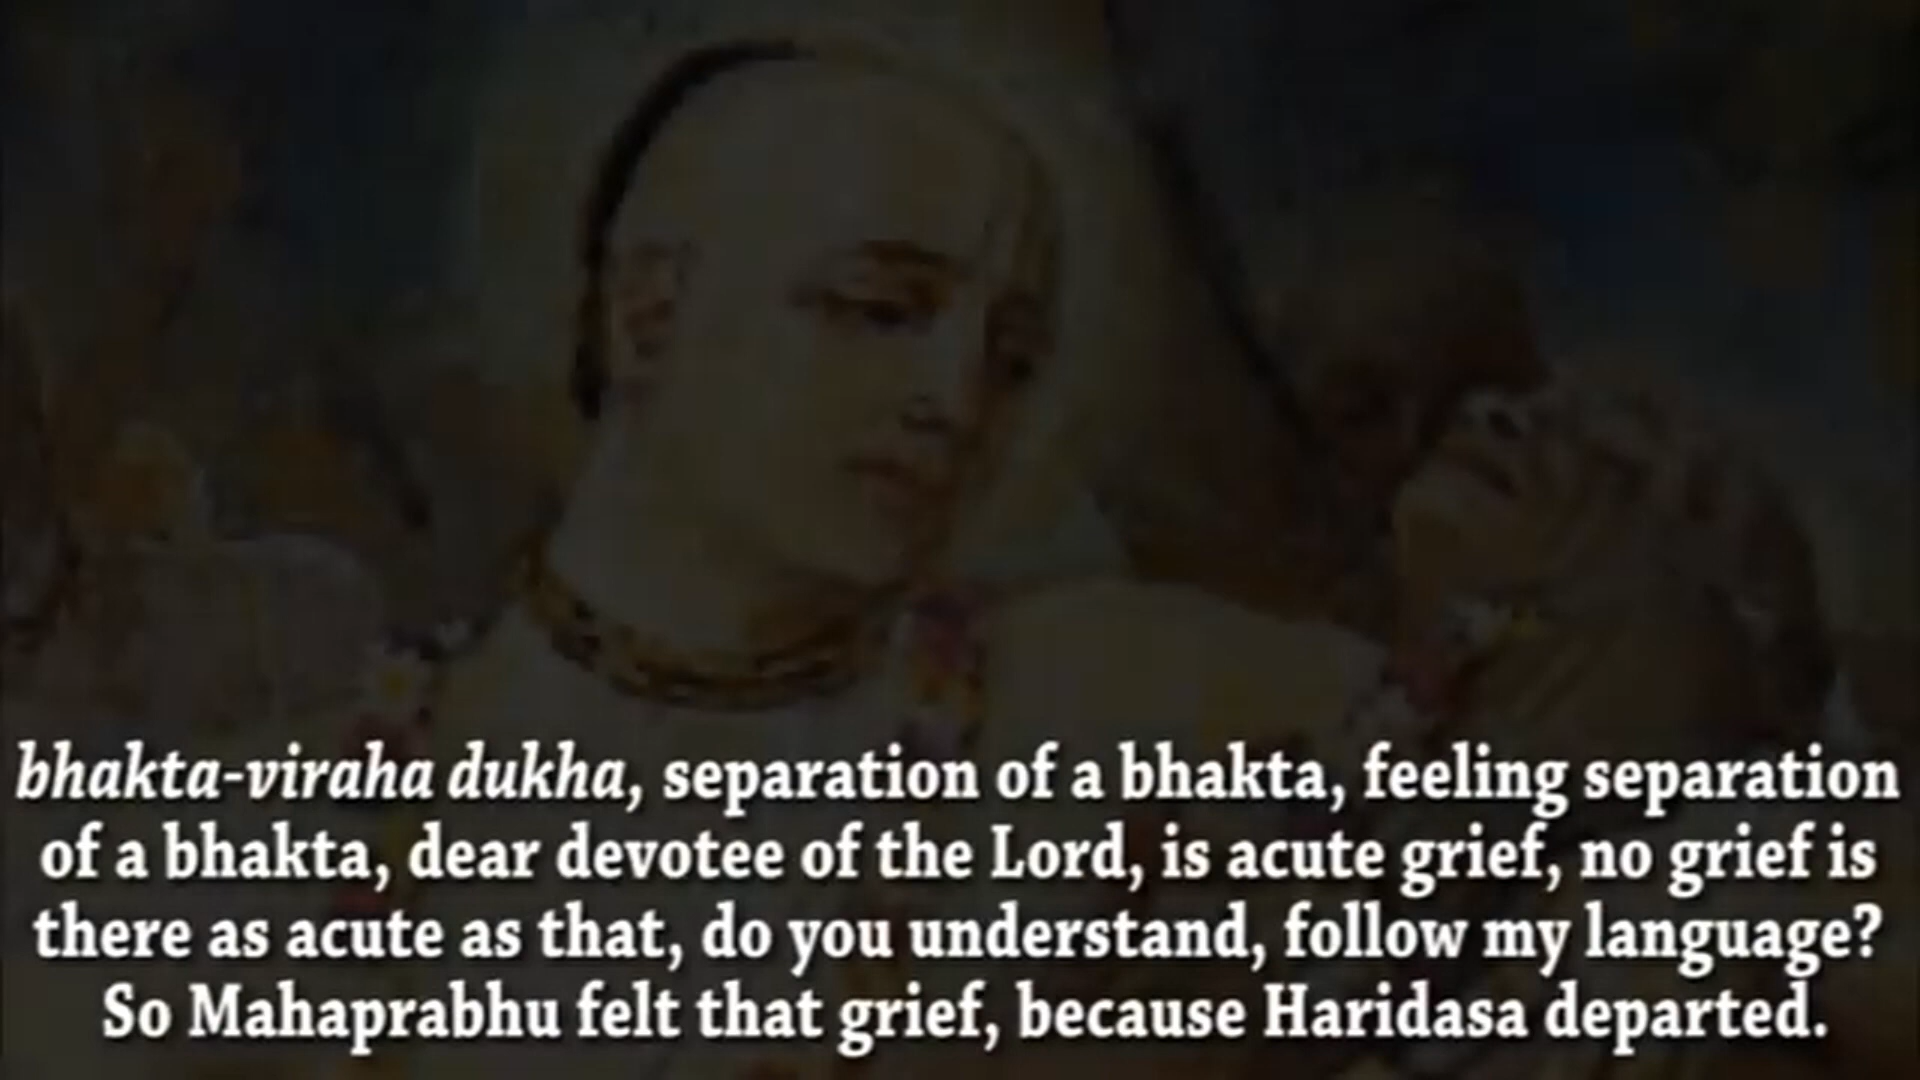 bhakta-viraha dukha, separation of a bhakta, feeling separation
of a bhakta, dear devotee of the Lord, is acute grief, no grief is
there as acute as that, do you understand, follow my language?
So Mahaprabhu felt that grief, because Haridasa departed.